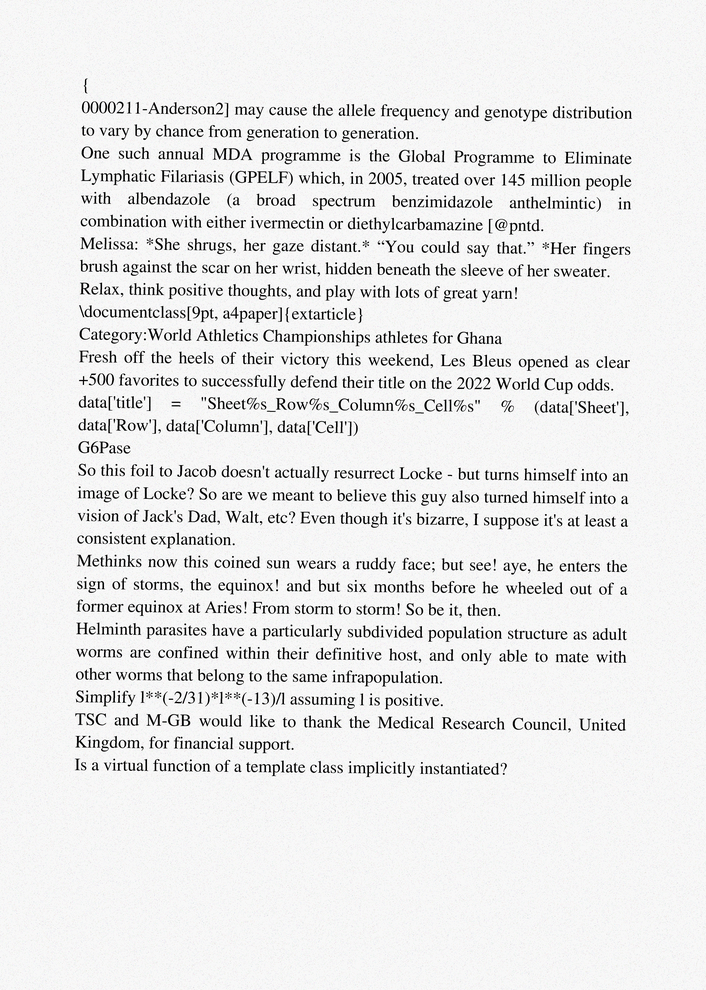 {
0000211-Anderson2] may cause the allele frequency and genotype distribution
to vary by chance from generation to generation.
One such annual MDA programme is the Global Programme to Eliminate
Lymphatic Filariasis (GPELF) which, in 2005, treated over 145 million people
with albendazole (a broad spectrum benzimidazole anthelmintic) in
combination with either ivermectin or diethylcarbamazine [@pntd.
Melissa: *She shrugs, her gaze distant.* “You could say that.” *Her fingers
brush against the scar on her wrist, hidden beneath the sleeve of her sweater.
Relax, think positive thoughts, and play with lots of great yarn!
\documentclass[9pt, a4paper]{extarticle}
Category:World Athletics Championships athletes for Ghana
Fresh off the heels of their victory this weekend, Les Bleus opened as clear
+500 favorites to successfully defend their title on the 2022 World Cup odds.
data['title'] = "Sheet%s_Row%s_Column%s_Cell%s" % (data['Sheet'],
data['Row'], data['Column'], data['Cell'])
G6Pase
So this foil to Jacob doesn't actually resurrect Locke - but turns himself into an
image of Locke? So are we meant to believe this guy also turned himself into a
vision of Jack's Dad, Walt, etc? Even though it's bizarre, I suppose it's at least a
consistent explanation.
Methinks now this coined sun wears a ruddy face; but see! aye, he enters the
sign of storms, the equinox! and but six months before he wheeled out of a
former equinox at Aries! From storm to storm! So be it, then.
Helminth parasites have a particularly subdivided population structure as adult
worms are confined within their definitive host, and only able to mate with
other worms that belong to the same infrapopulation.
Simplify l**(-2/31)*l**(-13)/l assuming l is positive.
TSC and M-GB would like to thank the Medical Research Council, United
Kingdom, for financial support.
Is a virtual function of a template class implicitly instantiated?